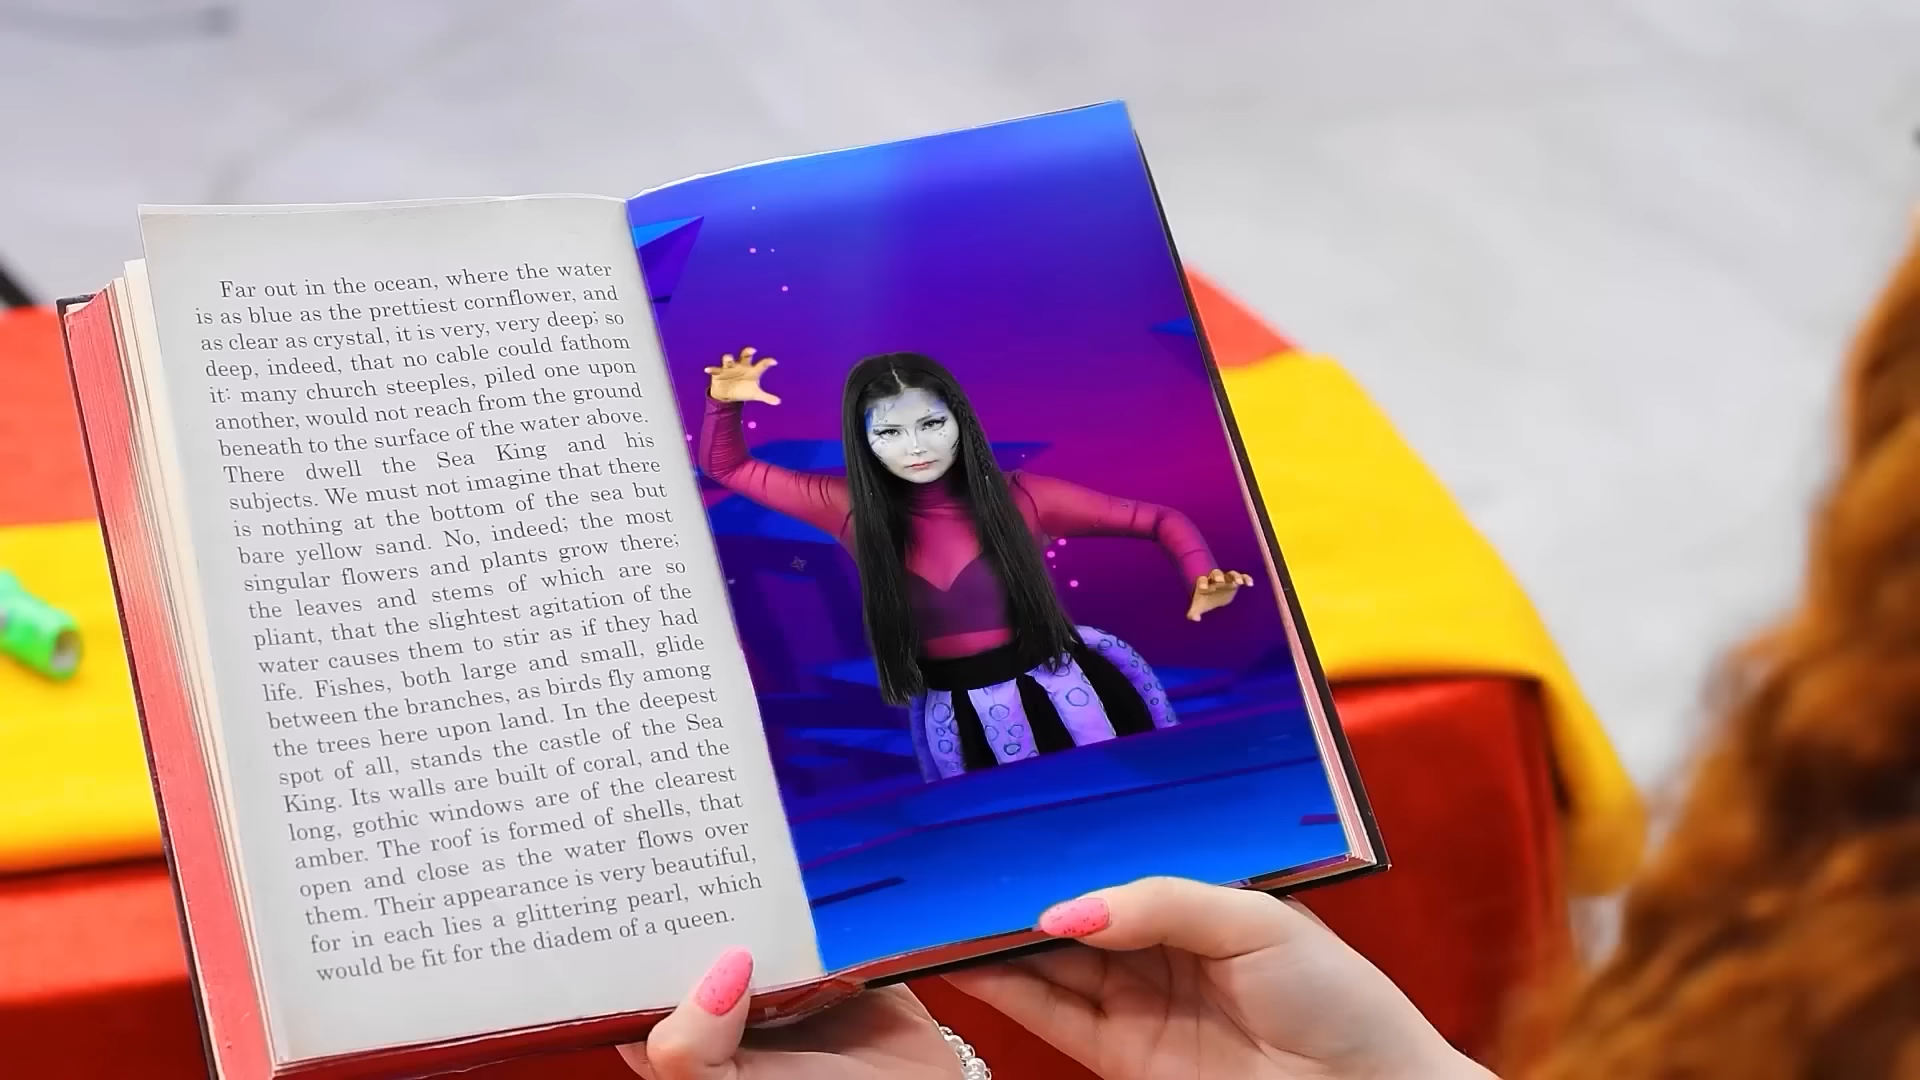 Far out in the ocean, where the water
is as blue as the prettiest cornflower, and
as clear as crystal, it is very, very deep; so
deep, indeed, that no cable could fathom
it: many church steeples, piled one upon
another, would not reach from the ground
beneath to the surface of the water above.
There dwell the Sea King and his
subjects. We must not imagine that there
is nothing at the bottom of the sea but
bare yellow sand. No, indeed; the most
singular flowers and plants grow there;
the leaves and stems of which are so
pliant, that the slightest agitation of the
water causes them to stir as if they had
life. Fishes, both large and small, glide
between the branches, as birds fly among
the trees here upon land. In the deepest
spot of all, stands the castle of the Sea
King. Its walls are built of coral, and the
long, gothic windows are of the clearest
amber. The roof is formed of shells, that
open and close as the water flows over
them. Their appearance is very beautiful,
for in each lies a glittering pearl, which
would be fit for the diadem of a queen.